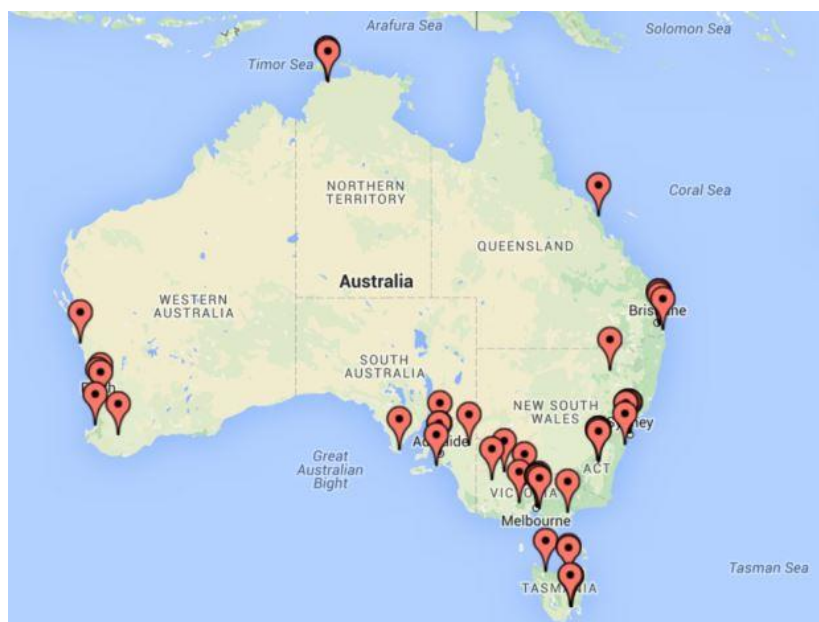 Arafura Sea
Solomon Sea
Timor Sea
Coral Sea
NORTHERN
TERRITORY
QUEENSLAND
Australia
WESTERN
AUSTRALIA
SOUTH
AUSTRALIA
NEW SOUTH
WALES
Great
Australian
Bight
ACT
Melbourne
Tasman Sea